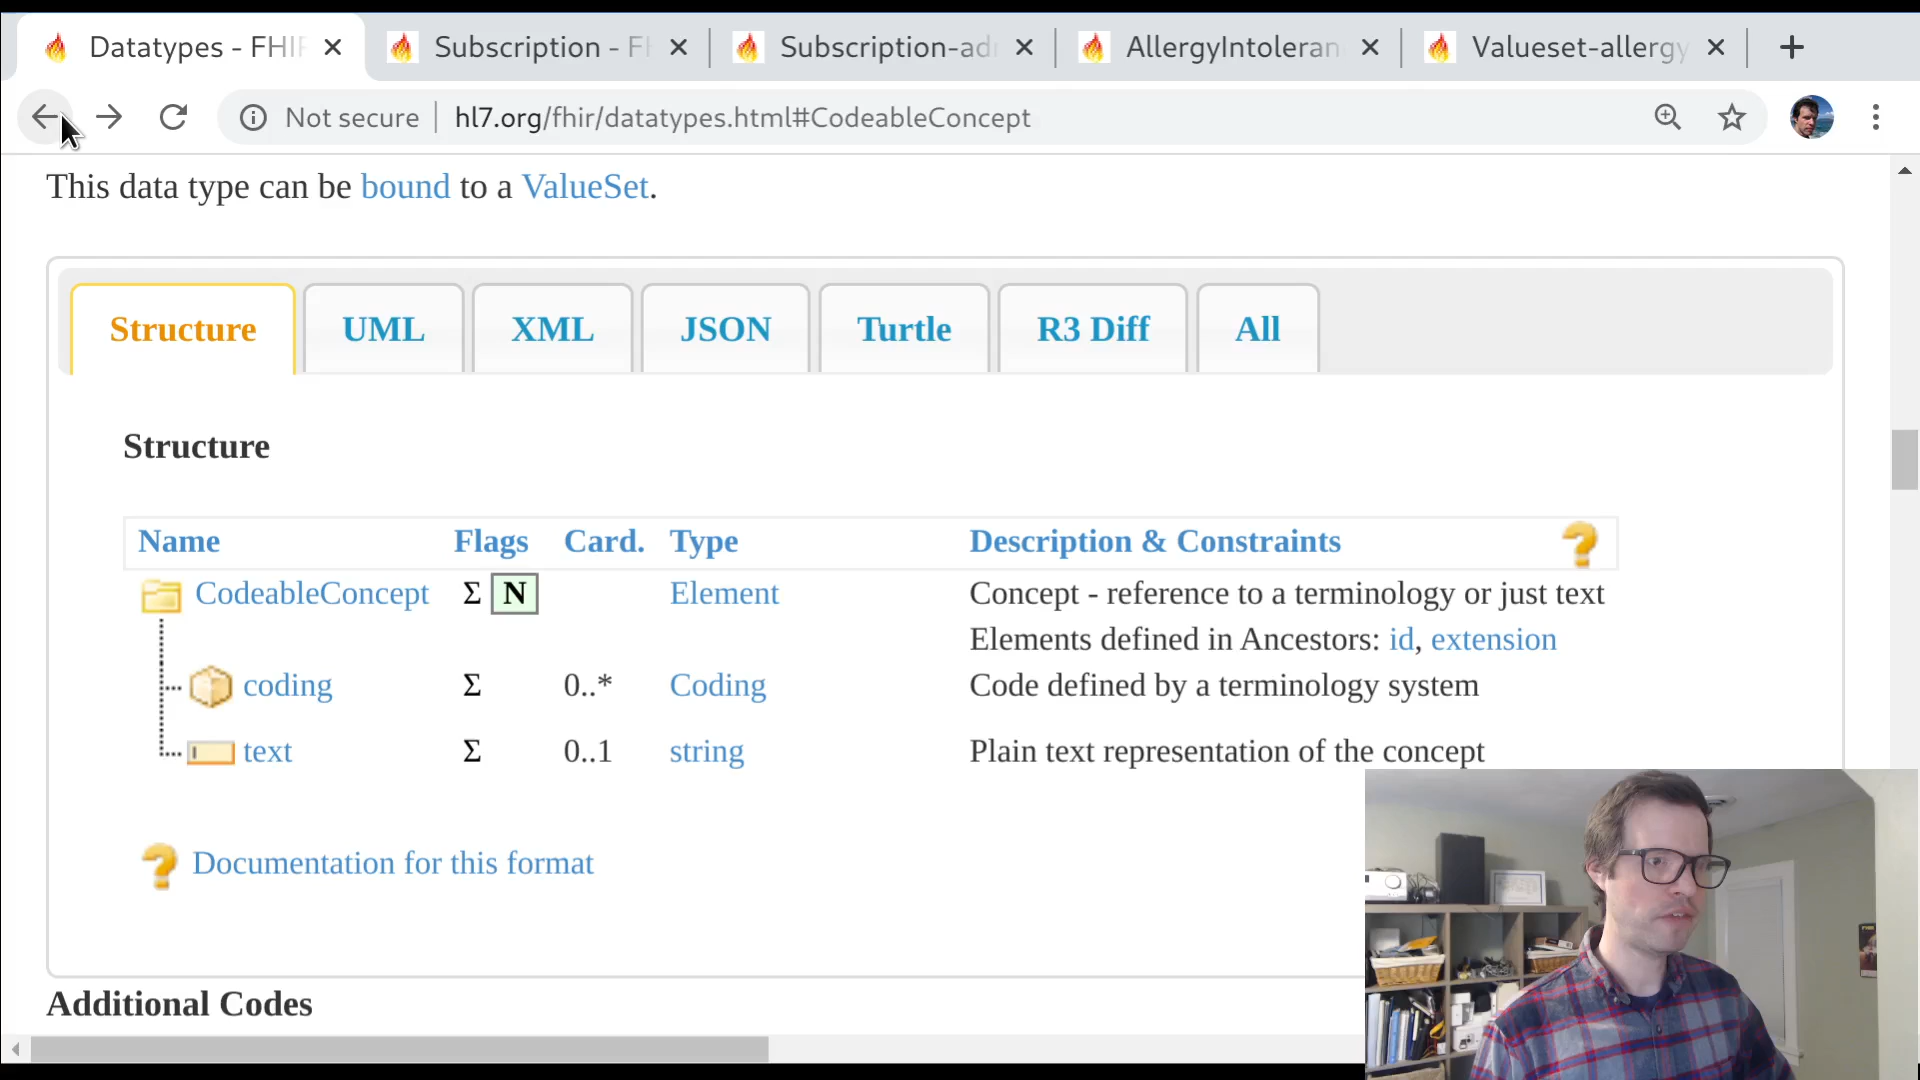 Datatypes - FHIR
Subscription - F
Subscription-ad
AllergyIntoleran
Valueset-allergy
Not secure
hl7.org/fhir/datatypes.html#CodeableConcept
This data type can be bound to a ValueSet.
Structure UML XML JSON Turtle R3 Diff All
Structure
Name Flags Card. Type Description & Constraints
CodeableConcept Σ N Element Concept - reference to a terminology or just text
Elements defined in Ancestors: id, extension
coding Σ 0..* Coding Code defined by a terminology system
text Σ 0..1 string Plain text representation of the concept
Documentation for this format
Additional Codes